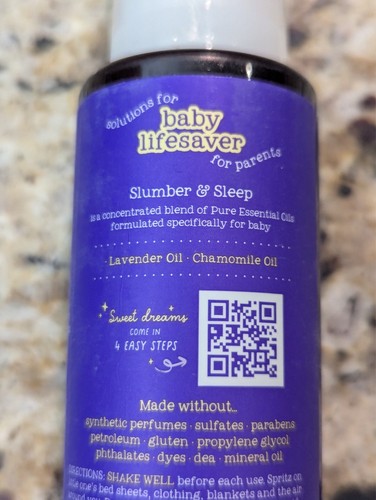 solutions for
baby
lifesaver
for parents
Slumber & Sleep
is a concentrated blend of Pure Essential Oils
formulated specifically for baby
Lavender Oil · Chamomile Oil
Sweet dreams
COME IN
4 EASY STEPS
Made without...
synthetic perfumes · sulfates · parabens
petroleum · gluten · propylene glycol
phthalates · dyes · dea · mineral oil
DIRECTIONS: SHAKE WELL before each use. Spritz on
little one's bed sheets, clothing, blankets and the air